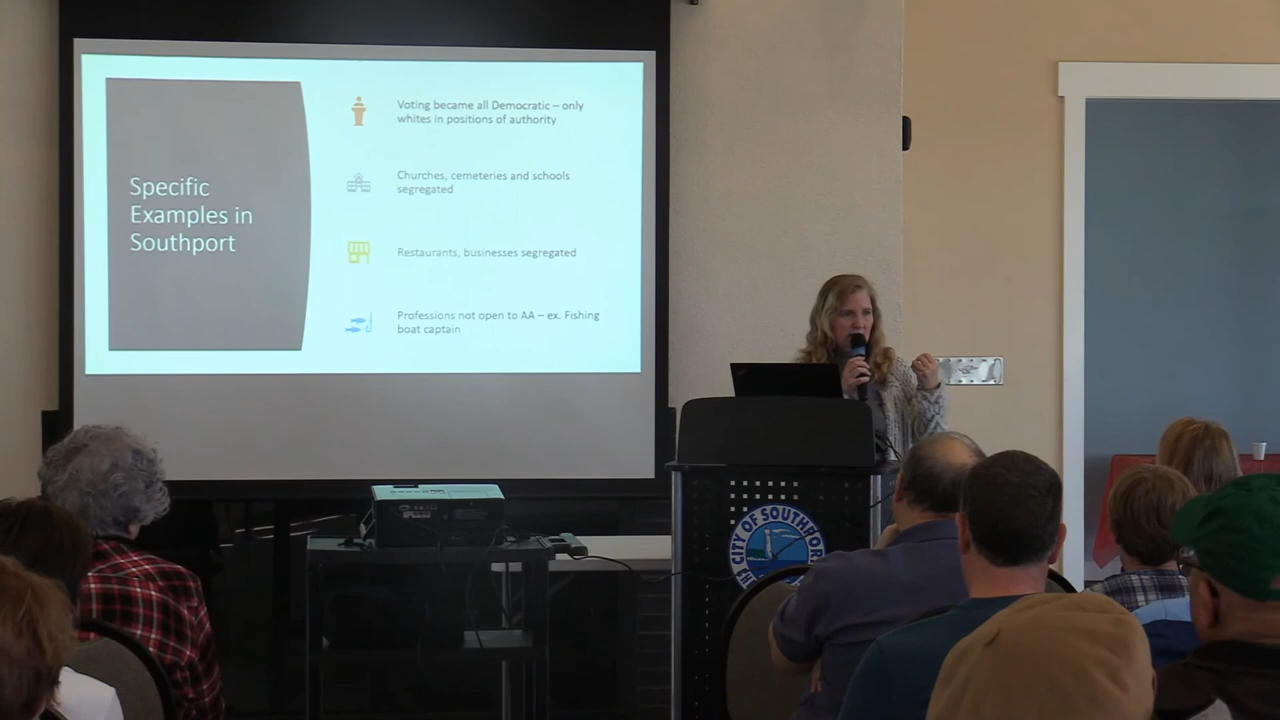 Specific
Examples in
Southport
Voting became all Democratic – only
whites in positions of authority
Churches, cemeteries and schools
segregated
Restaurants, businesses segregated
Professions not open to AA – ex. Fishing
boat captain
CITY OF SOUTHPORT